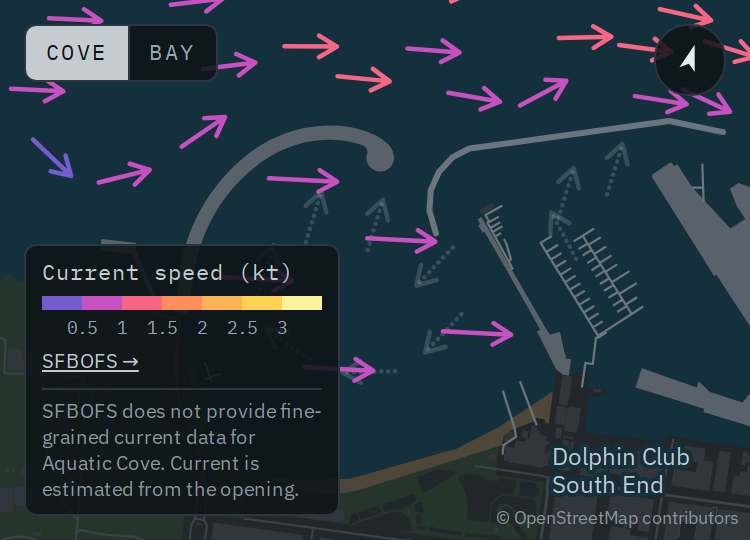 COVE BAY
Current speed (kt)
0.5 1 1.5 2 2.5 3
SFBOFS →
SFBOFS does not provide fine-
grained current data for
Aquatic Cove. Current is
estimated from the opening.
Dolphin Club
South End
© OpenStreetMap contributors